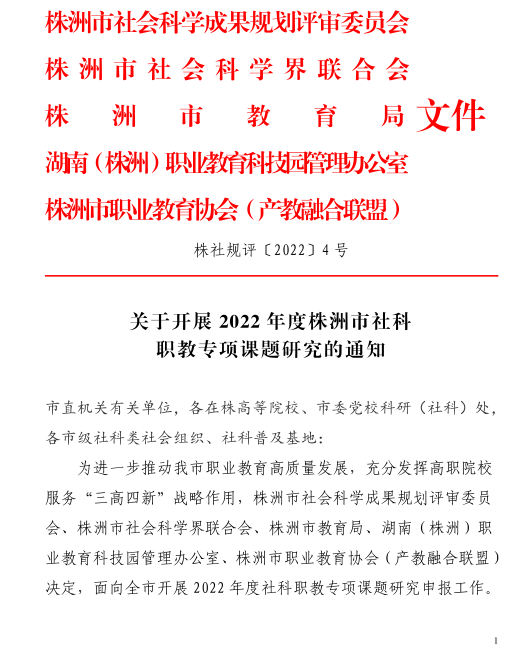 株洲市社会科学成果规划评审委员会
株洲市社会科学界联合会
株洲市教育局 文件
湖南（株洲）职业教育科技园管理办公室
株洲市职业教育协会（产教融合联盟）
株社规评〔2022〕4 号
关于开展 2022 年度株洲市社科
职教专项课题研究的通知
市直机关有关单位，各在株高等院校、市委党校科研（社科）处，
各市级社科类社会组织、社科普及基地：
为进一步推动我市职业教育高质量发展，充分发挥高职院校
服务“三高四新”战略作用，株洲市社会科学成果规划评审委员
会、株洲市社会科学界联合会、株洲市教育局、湖南（株洲）职
业教育科技园管理办公室、株洲市职业教育协会（产教融合联盟）
决定，面向全市开展 2022 年度社科职教专项课题研究申报工作。
1